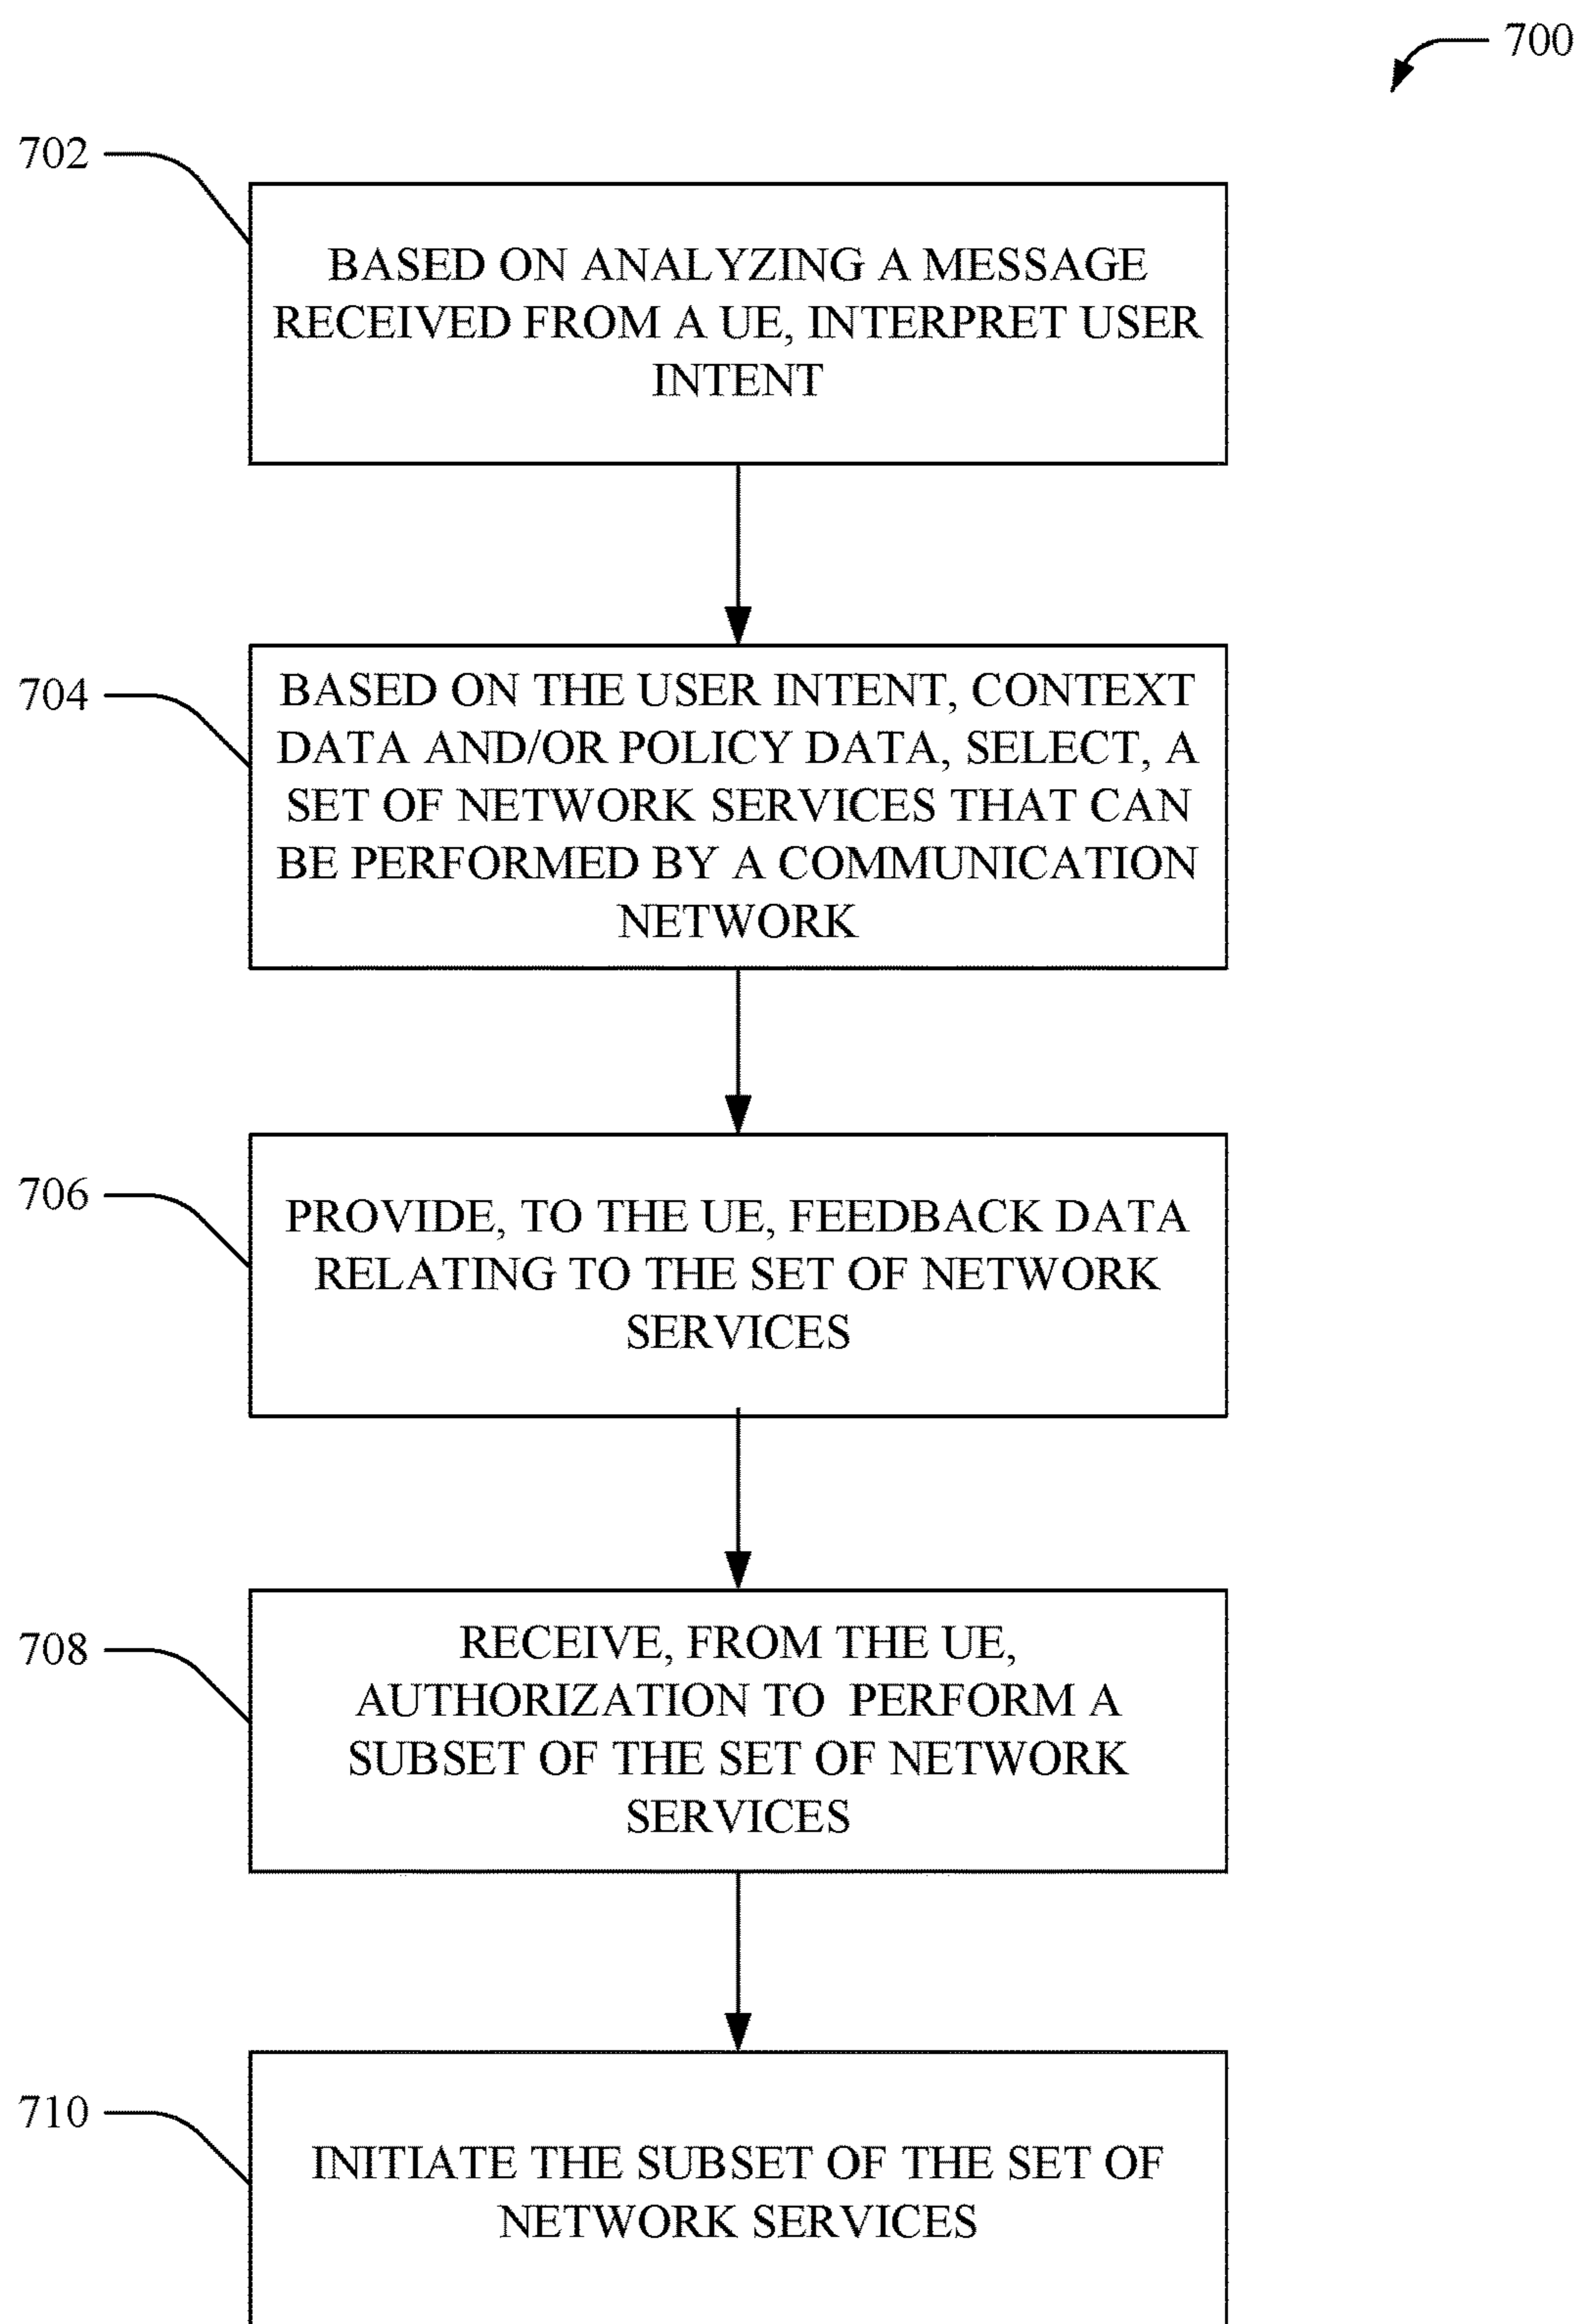 700
702
BASED ON ANALYZING A MESSAGE
RECEIVED FROM A UE, INTERPRET USER
INTENT
704
BASED ON THE USER INTENT, CONTEXT
DATA AND/OR POLICY DATA, SELECT, A
SET OF NETWORK SERVICES THAT CAN
BE PERFORMED BY A COMMUNICATION
NETWORK
706
PROVIDE, TO THE UE, FEEDBACK DATA
RELATING TO THE SET OF NETWORK
SERVICES
708
RECEIVE, FROM THE UE,
AUTHORIZATION TO PERFORM A
SUBSET OF THE SET OF NETWORK
SERVICES
710
INITIATE THE SUBSET OF THE SET OF
NETWORK SERVICES